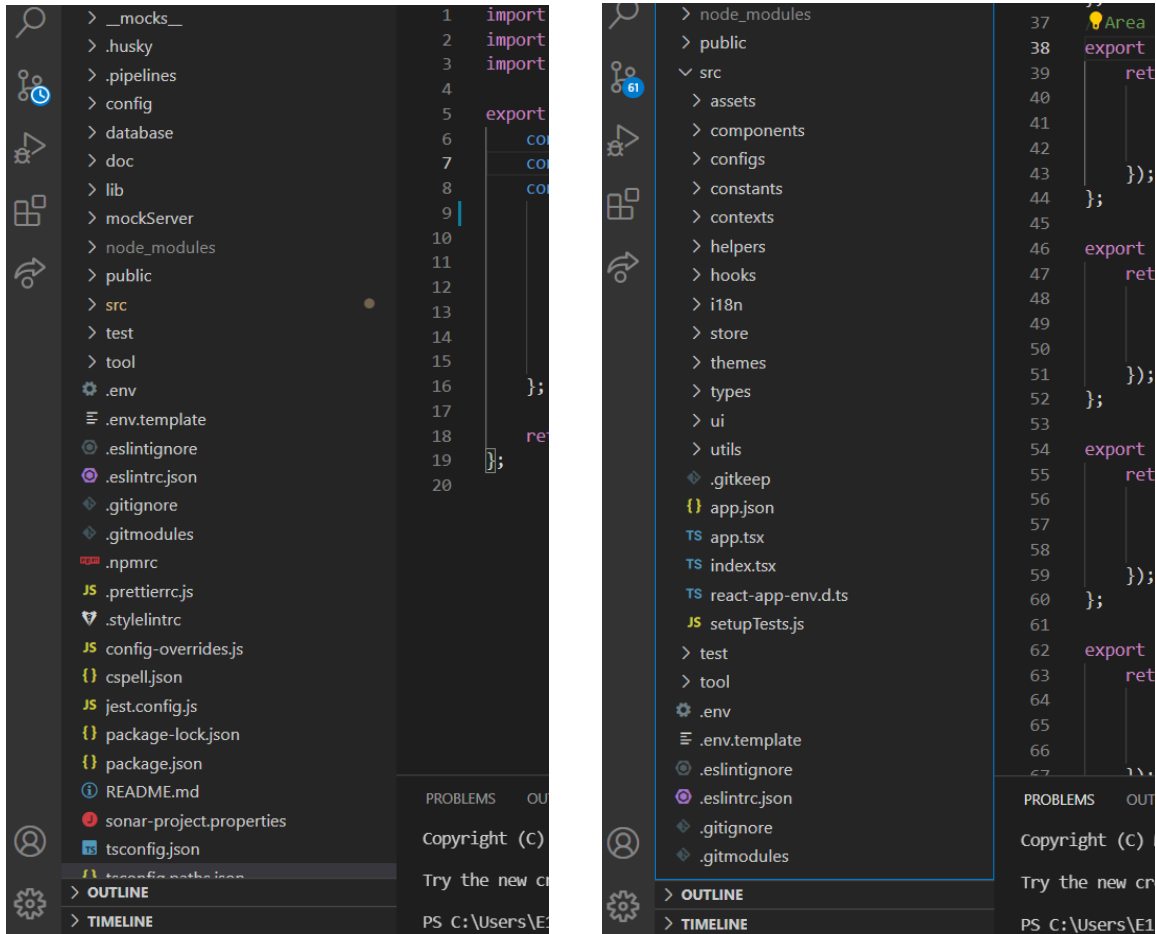 __mocks__
.husky
.pipelines
config
database
doc
lib
mockServer
node_modules
public
src
test
tool
.env
.env.template
.eslintignore
.eslintrc.json
.gitignore
.gitmodules
.npmrc
JS .prettierrc.js
.stylelintrc
JS config-overrides.js
{} cspell.json
JS jest.config.js
{} package-lock.json
{} package.json
README.md
sonar-project.properties
TS tsconfig.json
{} tsconfig.paths.json
OUTLINE
TIMELINE
1 import
2 import
3 import
4
5 export
6 con
7 con
8 con
9
10
11
12
13
14
15
16 };
17
18 ret
19 };
20
PROBLEMS OU
Copyright (C)
Try the new cr
PS C:\Users\E1
61
node_modules
public
src
assets
components
configs
constants
contexts
helpers
hooks
i18n
store
themes
types
ui
utils
.gitkeep
{} app.json
TS app.tsx
TS index.tsx
TS react-app-env.d.ts
JS setupTests.js
test
tool
.env
.env.template
.eslintignore
.eslintrc.json
.gitignore
.gitmodules
OUTLINE
TIMELINE
};
37 Area
38 export
39 ret
40
41
42
43 });
44 };
45
46 export
47 ret
48
49
50
51 });
52 };
53
54 export
55 ret
56
57
58
59 });
60 };
61
62 export
63 ret
64
65
66
67 });
PROBLEMS OUT
Copyright (C)
Try the new cr
PS C:\Users\E1